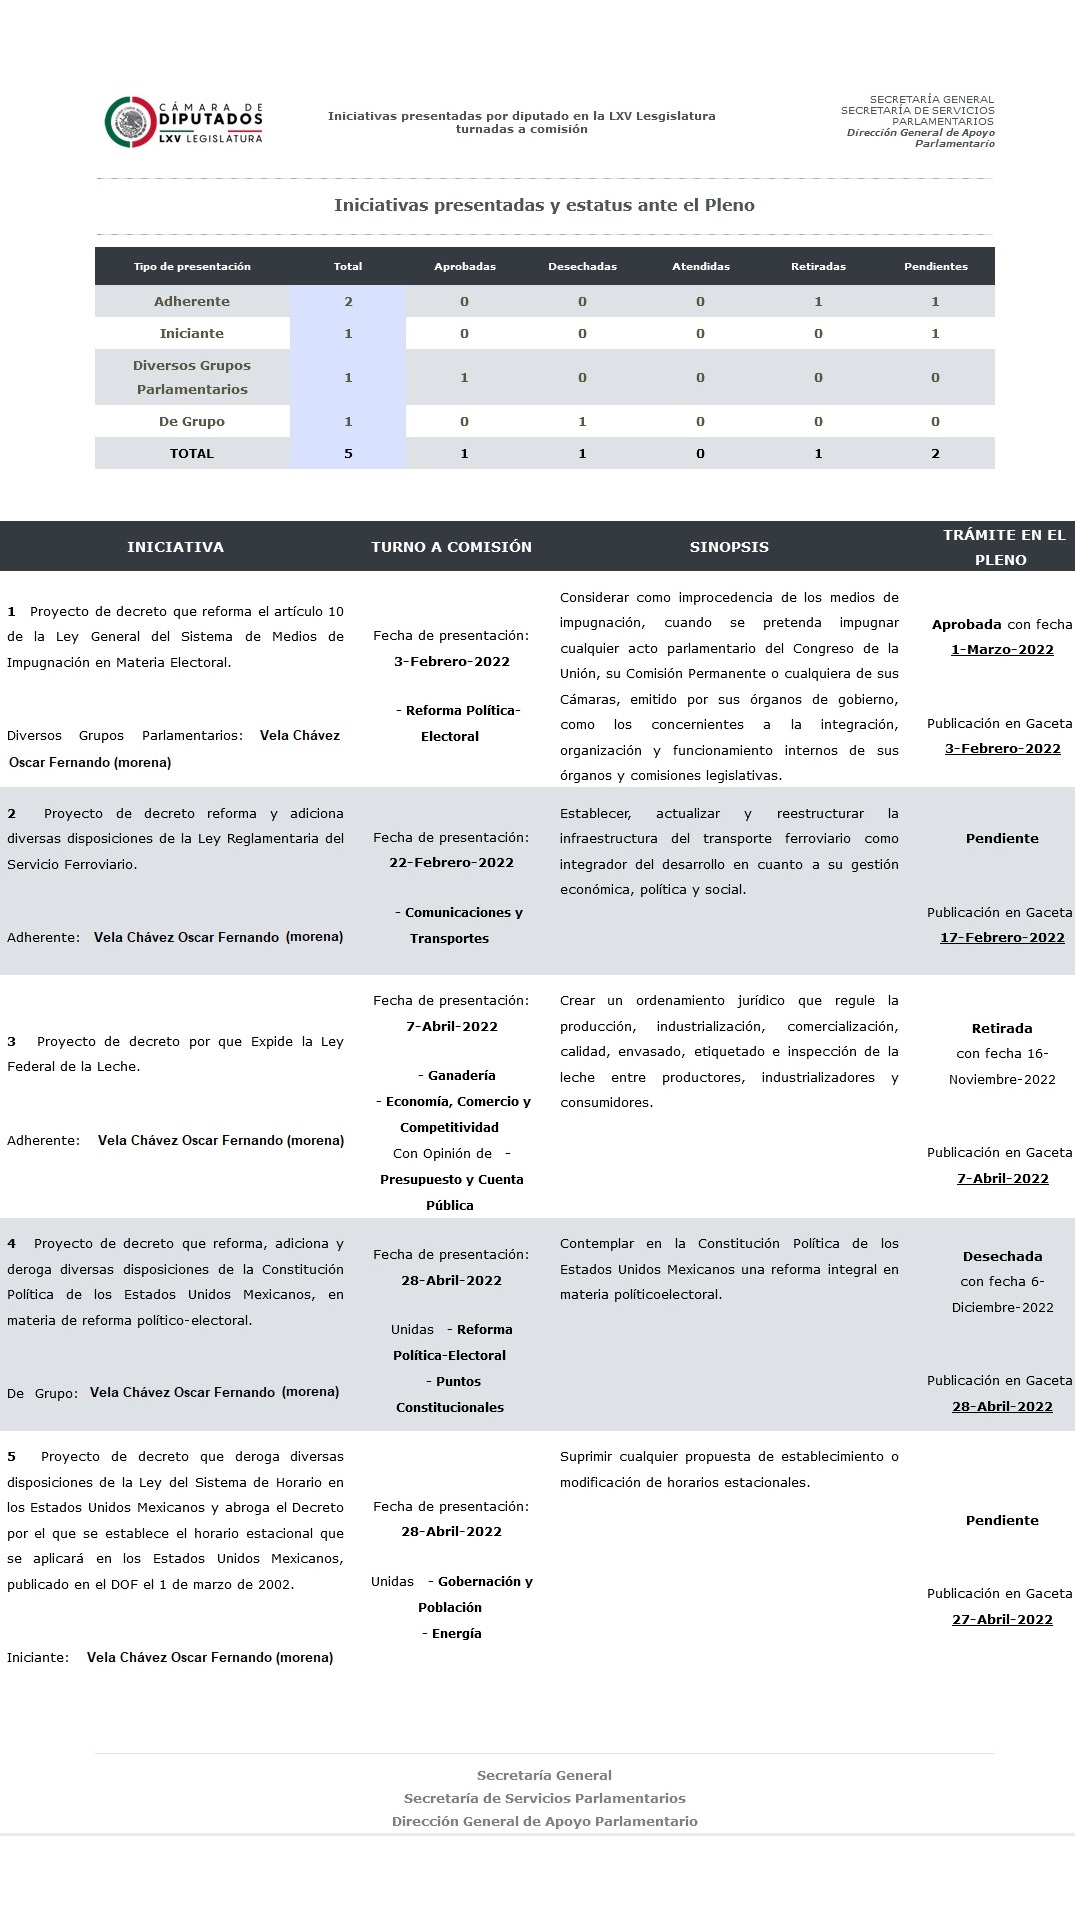 CÁMARA DE
DIPUTADOS
LXV LEGISLATURA
Iniciativas presentadas por diputado en la LXV Lesgislatura
turnadas a comisión
SECRETARÍA GENERAL
SECRETARÍA DE SERVICIOS
PARLAMENTARIOS
Dirección General de Apoyo
Parlamentario
Iniciativas presentadas y estatus ante el Pleno
Tipo de presentación Total Aprobadas Desechadas Atendidas Retiradas Pendientes
Adherente 2 0 0 0 1 1
Iniciante 1 0 0 0 0 1
Diversos Grupos
Parlamentarios 1 1 0 0 0 0
De Grupo 1 0 1 0 0 0
TOTAL 5 1 1 0 1 2
INICIATIVA TURNO A COMISIÓN SINOPSIS TRÁMITE EN EL
PLENO
1 Proyecto de decreto que reforma el artículo 10
de la Ley General del Sistema de Medios de
Impugnación en Materia Electoral.
Diversos Grupos Parlamentarios: Vela Chávez
Oscar Fernando (morena)
Fecha de presentación:
3-Febrero-2022
- Reforma Política-
Electoral
Considerar como improcedencia de los medios de
impugnación, cuando se pretenda impugnar
cualquier acto parlamentario del Congreso de la
Unión, su Comisión Permanente o cualquiera de sus
Cámaras, emitido por sus órganos de gobierno,
como los concernientes a la integración,
organización y funcionamiento internos de sus
órganos y comisiones legislativas.
Aprobada con fecha
1-Marzo-2022
Publicación en Gaceta
3-Febrero-2022
2 Proyecto de decreto reforma y adiciona
diversas disposiciones de la Ley Reglamentaria del
Servicio Ferroviario.
Adherente: Vela Chávez Oscar Fernando (morena)
Fecha de presentación:
22-Febrero-2022
- Comunicaciones y
Transportes
Establecer, actualizar y reestructurar la
infraestructura del transporte ferroviario como
integrador del desarrollo en cuanto a su gestión
económica, política y social.
Pendiente
Publicación en Gaceta
17-Febrero-2022
3 Proyecto de decreto por que Expide la Ley
Federal de la Leche.
Adherente: Vela Chávez Oscar Fernando (morena)
Fecha de presentación:
7-Abril-2022
- Ganadería
- Economía, Comercio y
Competitividad
Con Opinión de -
Presupuesto y Cuenta
Pública
Crear un ordenamiento jurídico que regule la
producción, industrialización, comercialización,
calidad, envasado, etiquetado e inspección de la
leche entre productores, industrializadores y
consumidores.
Retirada
con fecha 16-
Noviembre-2022
Publicación en Gaceta
7-Abril-2022
4 Proyecto de decreto que reforma, adiciona y
deroga diversas disposiciones de la Constitución
Política de los Estados Unidos Mexicanos, en
materia de reforma político-electoral.
De Grupo: Vela Chávez Oscar Fernando (morena)
Fecha de presentación:
28-Abril-2022
Unidas - Reforma
Política-Electoral
- Puntos
Constitucionales
Contemplar en la Constitución Política de los
Estados Unidos Mexicanos una reforma integral en
materia políticoelectoral.
Desechada
con fecha 6-
Diciembre-2022
Publicación en Gaceta
28-Abril-2022
5 Proyecto de decreto que deroga diversas
disposiciones de la Ley del Sistema de Horario en
los Estados Unidos Mexicanos y abroga el Decreto
por el que se establece el horario estacional que
se aplicará en los Estados Unidos Mexicanos,
publicado en el DOF el 1 de marzo de 2002.
Iniciante: Vela Chávez Oscar Fernando (morena)
Fecha de presentación:
28-Abril-2022
Unidas - Gobernación y
Población
- Energía
Suprimir cualquier propuesta de establecimiento o
modificación de horarios estacionales.
Pendiente
Publicación en Gaceta
27-Abril-2022
Secretaría General
Secretaría de Servicios Parlamentarios
Dirección General de Apoyo Parlamentario